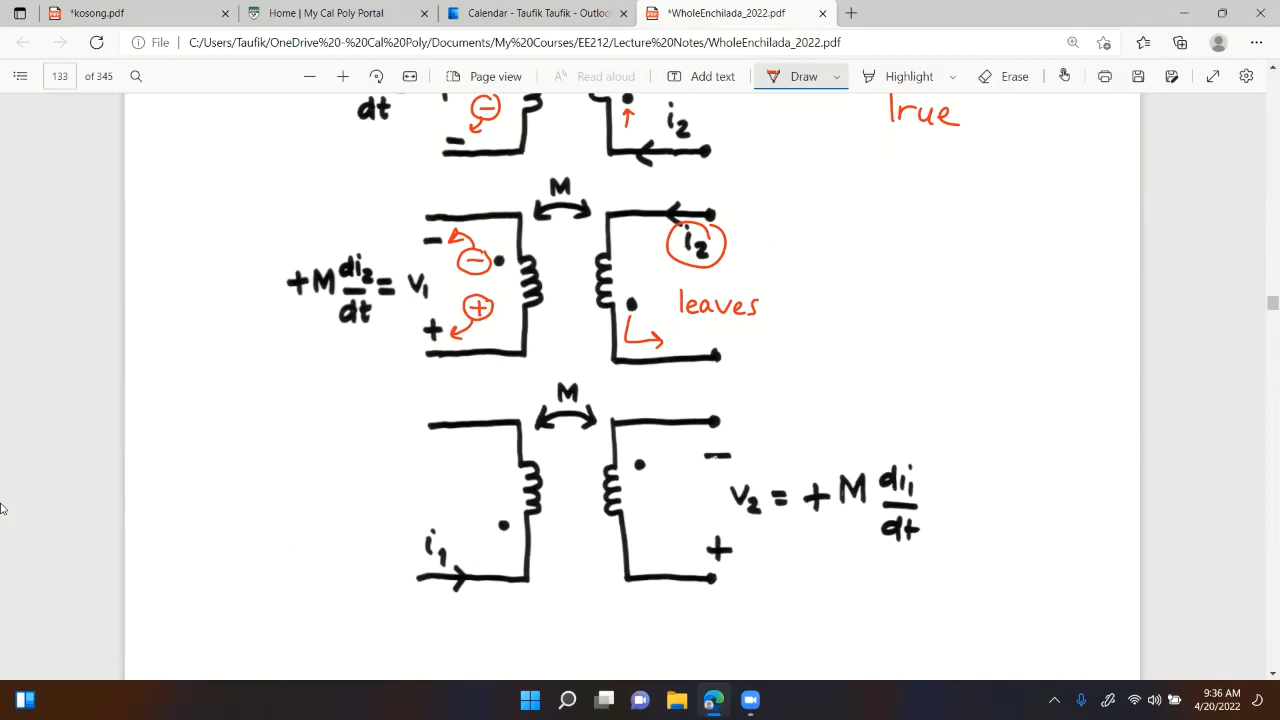 *kosong.pdf
Home | My Cal Poly Portal
Calendar - Taufik Taufik - Outloo
*WholeEnchilada_2022.pdf
File C:/Users/Taufik/OneDrive%20-%20Cal%20Poly/Documents/My%20Courses/EE212/Lecture%20Notes/WholeEnchilada_2022.pdf
133 of 345 Page view Read aloud Add text Draw Highlight Erase
dt − − i₂ True
M
− − i₂
+M di₂/dt = v₁
+ + leaves
M
−
v₂ = + M di₁/dt
i₁ +
9:36 AM
4/20/2022